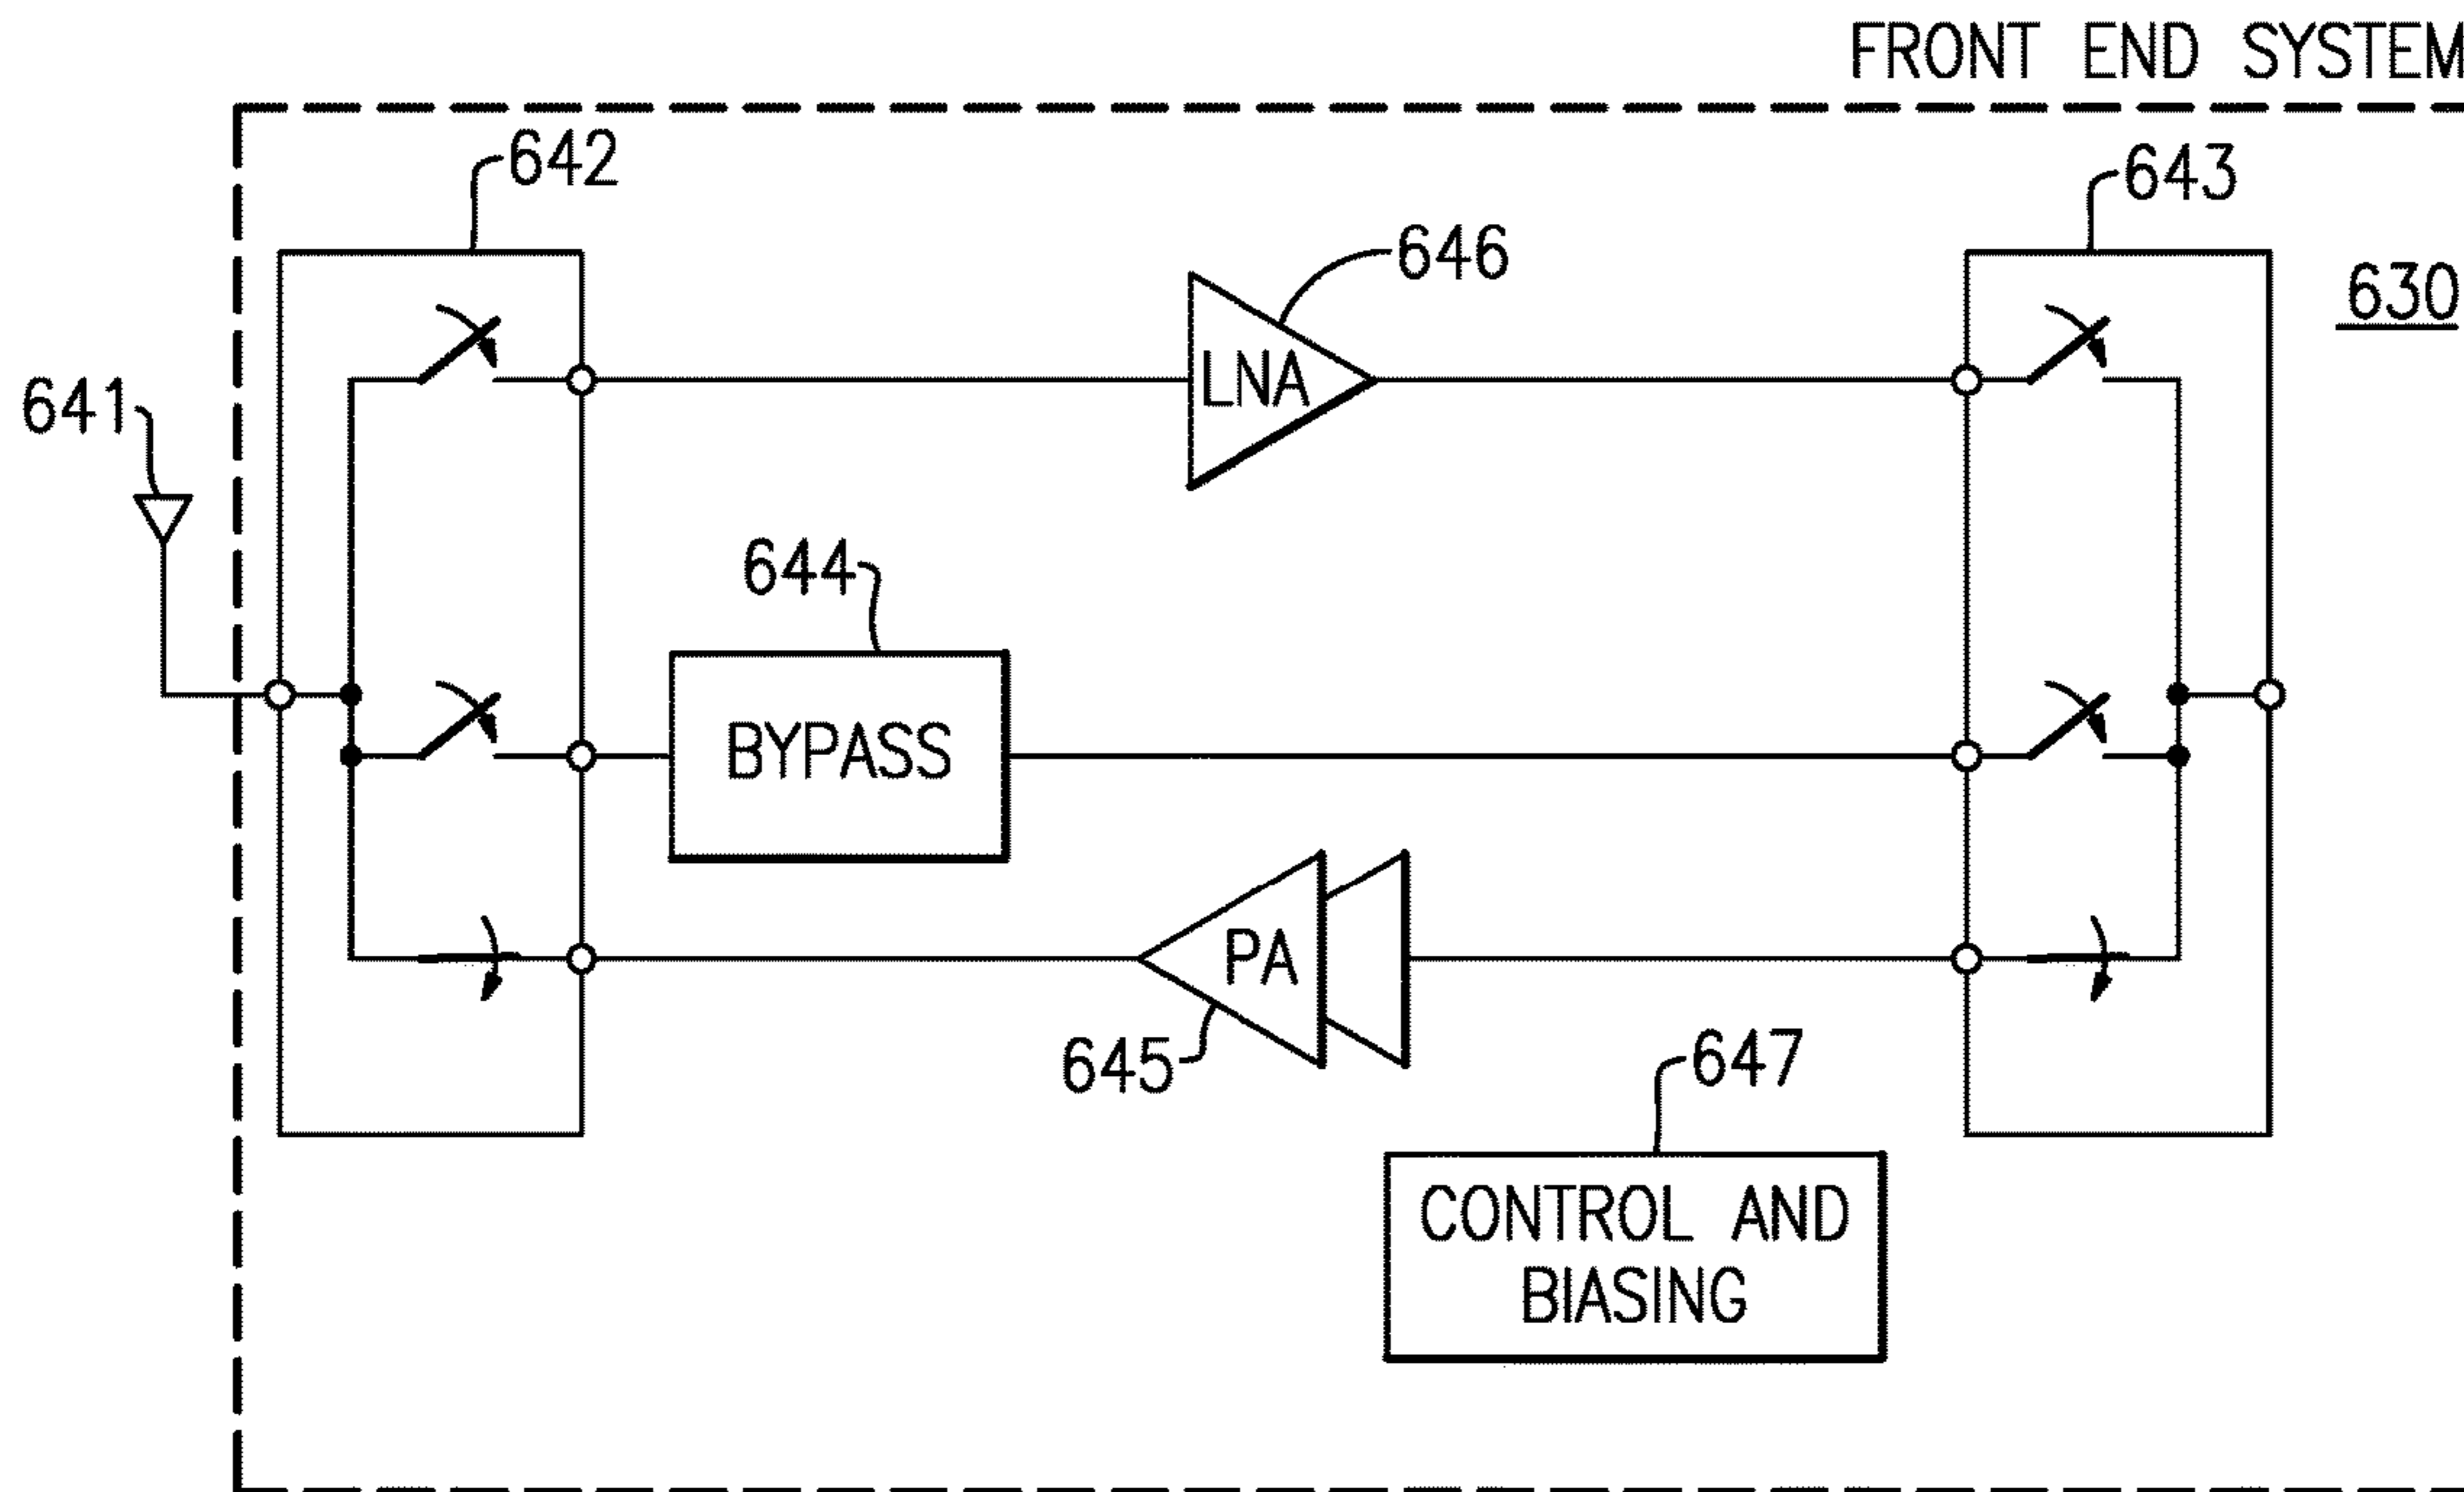 FRONT END SYSTEM
642
643
646
630
641
LNA
644
BYPASS
PA
645
647
CONTROL AND
BIASING